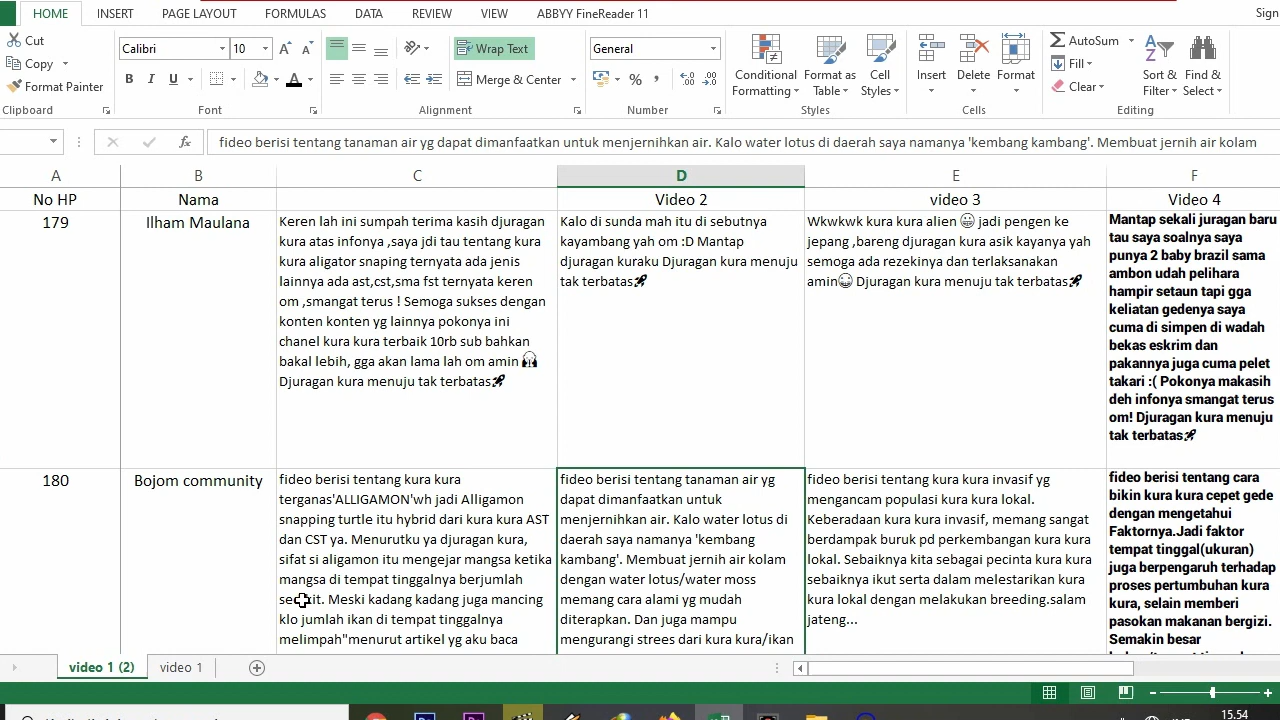 HOME INSERT PAGE LAYOUT FORMULAS DATA REVIEW VIEW ABBYY FineReader 11 Sign
Cut
Copy
Format Painter
Clipboard
Calibri 10
B I U
Font
Wrap Text
Merge & Center
Alignment
General
%
Number
Conditional Formatting
Format as Table
Cell Styles
Styles
Insert
Delete
Format
Cells
AutoSum
Fill
Clear
Sort & Filter
Find & Select
Editing
fx fideo berisi tentang tanaman air yg dapat dimanfaatkan untuk menjernihkan air. Kalo water lotus di daerah saya namanya 'kembang kambang'. Membuat jernih air kolam
A B C D E F
No HP Nama Video 2 video 3 Video 4
179
Ilham Maulana
Keren lah ini sumpah terima kasih djuragan
kura atas infonya ,saya jdi tau tentang kura
kura aligator snaping ternyata ada jenis
lainnya ada ast,cst,sma fst ternyata keren
om ,smangat terus ! Semoga sukses dengan
konten konten yg lainnya pokonya ini
chanel kura kura terbaik 10rb sub bahkan
bakal lebih, gga akan lama lah om amin 🎧
Djuragan kura menuju tak terbatas🚀
Kalo di sunda mah itu di sebutnya
kayambang yah om :D Mantap
djuragan kuraku Djuragan kura menuju
tak terbatas🚀
Wkwkwk kura kura alien 😀 jadi pengen ke
jepang ,bareng djuragan kura asik kayanya yah
semoga ada rezekinya dan terlaksanakan
amin😀 Djuragan kura menuju tak terbatas🚀
Mantap sekali juragan baru
tau saya soalnya saya
punya 2 baby brazil sama
ambon udah pelihara
hampir setaun tapi gga
keliatan gedenya saya
cuma di simpen di wadah
bekas eskrim dan
pakannya juga cuma pelet
takari :( Pokonya makasih
deh infonya smangat terus
om! Djuragan kura menuju
tak terbatas🚀
180
Bojom community
fideo berisi tentang kura kura
terganas'ALLIGAMON'wh jadi Alligamon
snapping turtle itu hybrid dari kura kura AST
dan CST ya. Menurutku ya djuragan kura,
sifat si aligamon itu mengejar mangsa ketika
mangsa di tempat tinggalnya berjumlah
sedikit. Meski kadang kadang juga mancing
klo jumlah ikan di tempat tinggalnya
melimpah"menurut artikel yg aku baca
fideo berisi tentang tanaman air yg
dapat dimanfaatkan untuk
menjernihkan air. Kalo water lotus di
daerah saya namanya 'kembang
kambang'. Membuat jernih air kolam
dengan water lotus/water moss
memang cara alami yg mudah
diterapkan. Dan juga mampu
mengurangi strees dari kura kura/ikan
fideo berisi tentang kura kura invasif yg
mengancam populasi kura kura lokal.
Keberadaan kura kura invasif, memang sangat
berdampak buruk pd perkembangan kura kura
lokal. Sebaiknya kita sebagai pecinta kura kura
sebaiknya ikut serta dalam melestarikan kura
kura lokal dengan melakukan breeding.salam
jateng...
fideo berisi tentang cara
bikin kura kura cepet gede
dengan mengetahui
Faktornya.Jadi faktor
tempat tinggal(ukuran)
juga berpengaruh terhadap
proses pertumbuhan kura
kura, selain memberi
pasokan makanan bergizi.
Semakin besar
video 1 (2) video 1
15.54